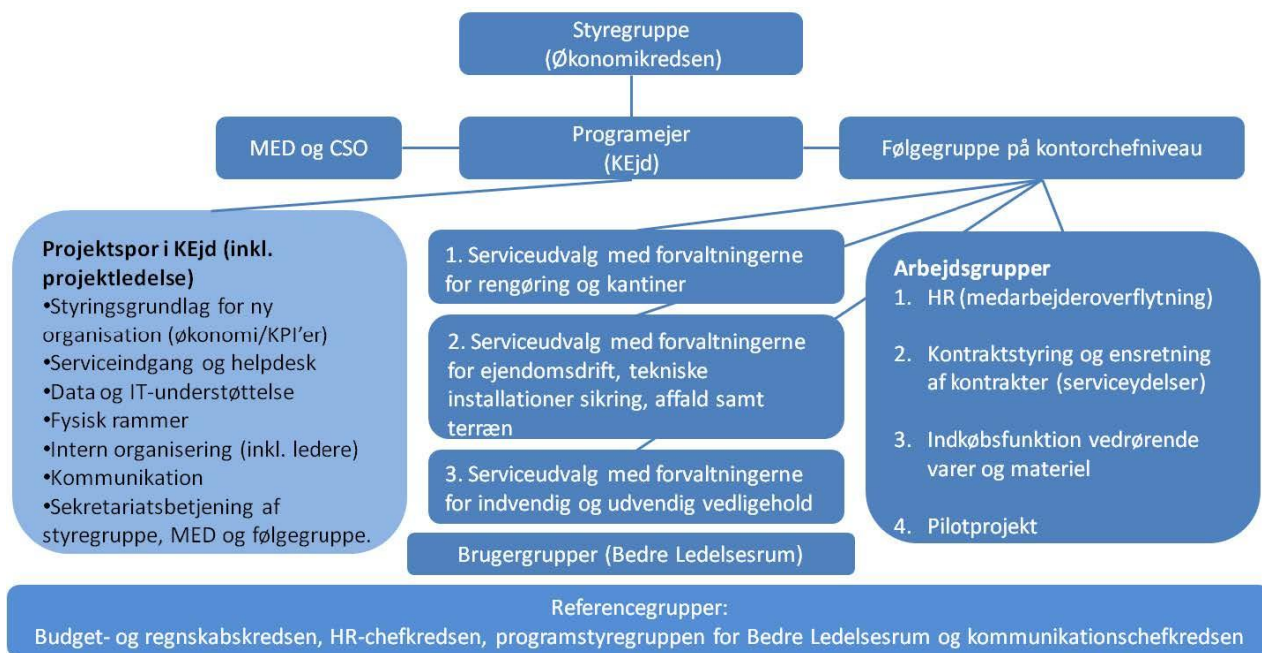 Styregruppe
(Økonomikredsen)
MED og CSO
Programejer
(KEjd)
Følgegruppe på kontorchefniveau
Projektspor i KEjd (inkl.
projektledelse)
•Styringsgrundlag for ny
organisation (økonomi/KPI’er)
•Serviceindgang og helpdesk
•Data og IT-understøttelse
•Fysisk rammer
•Intern organisering (inkl. ledere)
•Kommunikation
•Sekretariatsbetjening af
styregruppe, MED og følgegruppe.
1. Serviceudvalg med forvaltningerne
for rengøring og kantiner
2. Serviceudvalg med forvaltningerne
for ejendomsdrift, tekniske
installationer sikring, affald samt
terræn
3. Serviceudvalg med forvaltningerne
for indvendig og udvendig vedligehold
Brugergrupper (Bedre Ledelsesrum)
Arbejdsgrupper
1. HR (medarbejderoverflytning)
2. Kontraktstyring og ensretning
af kontrakter (serviceydelser)
3. Indkøbsfunktion vedrørende
varer og materiel
4. Pilotprojekt
Referencegrupper:
Budget- og regnskabskredsen, HR-chefkredsen, programstyregruppen for Bedre Ledelsesrum og kommunikationschefkredsen